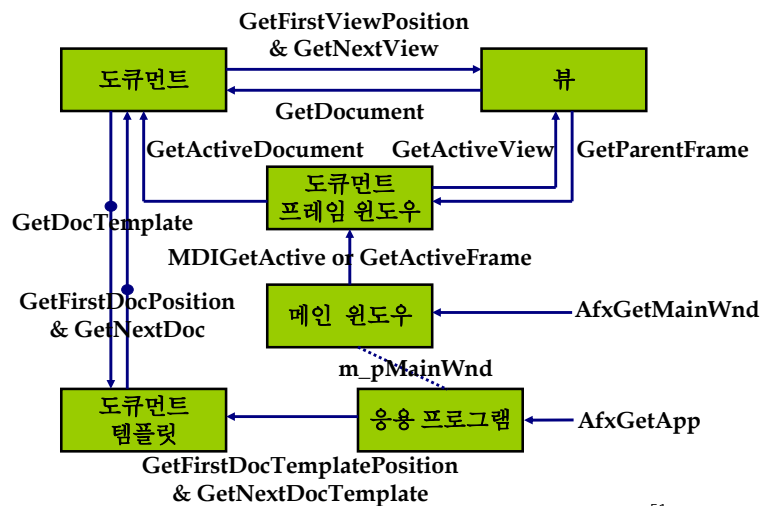 GetFirstViewPosition
& GetNextView
도큐먼트
뷰
GetDocument
GetActiveDocument
GetActiveView
GetParentFrame
도큐먼트
프레임 윈도우
GetDocTemplate
MDIGetActive or GetActiveFrame
GetFirstDocPosition
& GetNextDoc
메인 윈도우
AfxGetMainWnd
m_pMainWnd
도큐먼트
템플릿
응용 프로그램
AfxGetApp
GetFirstDocTemplatePosition
& GetNextDocTemplate